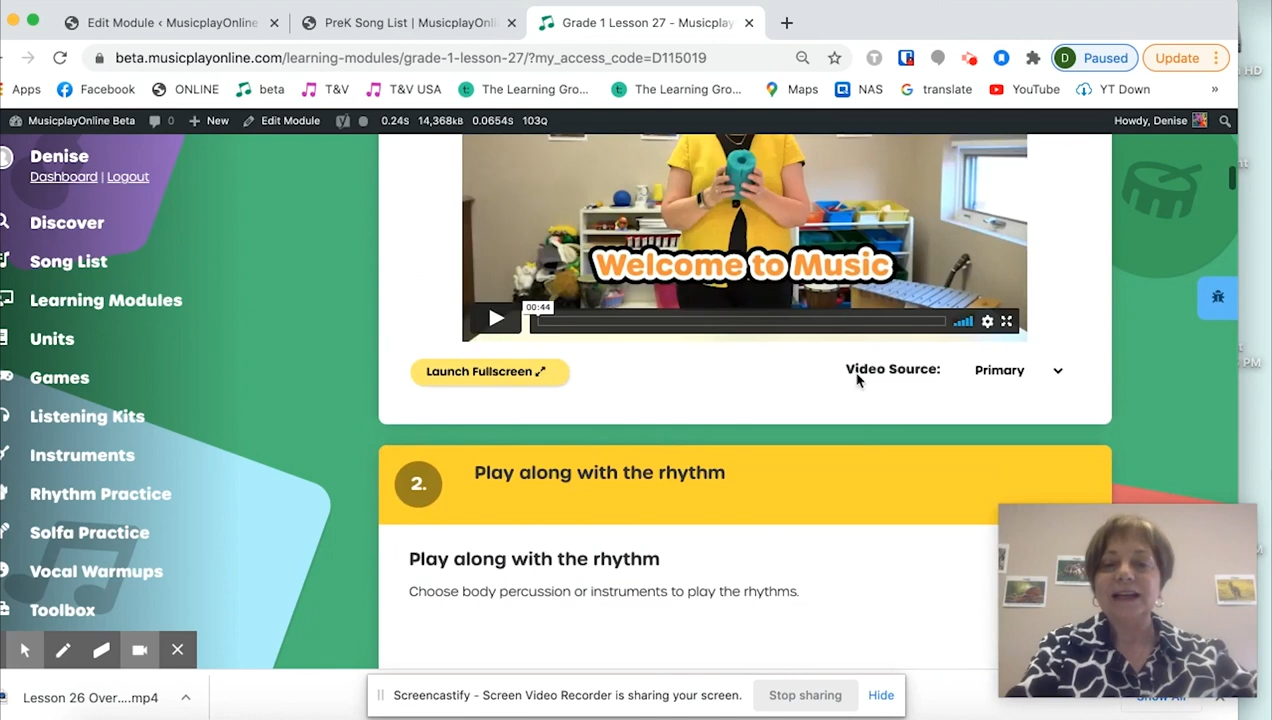 Edit Module ‹ MusicplayOnline
PreK Song List | MusicplayOnli
Grade 1 Lesson 27 - Musicplay
beta.musicplayonline.com/learning-modules/grade-1-lesson-27/?my_access_code=D115019
T
D
Paused
Update
Apps
Facebook
ONLINE
beta
T&V
T&V USA
The Learning Gro...
The Learning Gro...
Maps
NAS
translate
YouTube
YT Down
»
MusicplayOnline Beta
0
New
Edit Module
0.24s
14,368kB
0.0654s
103Q
Howdy, Denise
HD
Denise
Dashboard | Logout
Discover
Song List
Learning Modules
Units
Games
Listening Kits
Instruments
Rhythm Practice
Solfa Practice
Vocal Warmups
Toolbox
Welcome to Music
00:44
Launch Fullscreen
Video Source:
Primary
PM
2.
Play along with the rhythm
Play along with the rhythm
Choose body percussion or instruments to play the rhythms.
Lesson 26 Over....mp4
Screencastify - Screen Video Recorder is sharing your screen.
Stop sharing
Hide
Show All